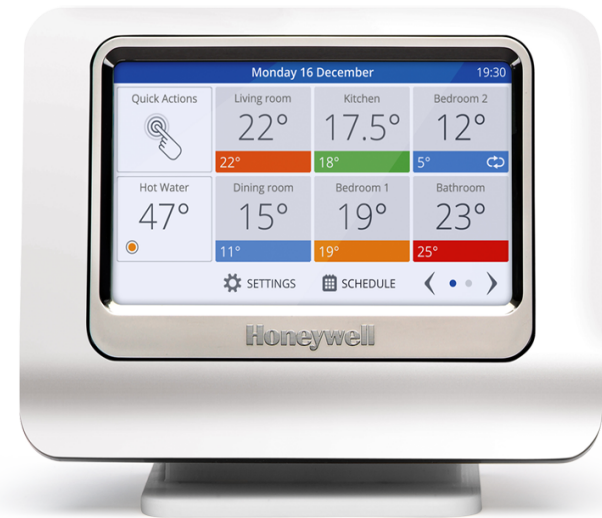 Monday 16 December 19:30
Quick Actions
Living room
22°
22°
Kitchen
17.5°
18°
Bedroom 2
12°
5°
Hot Water
47°
Dining room
15°
11°
Bedroom 1
19°
19°
Bathroom
23°
25°
SETTINGS
SCHEDULE
Honeywell